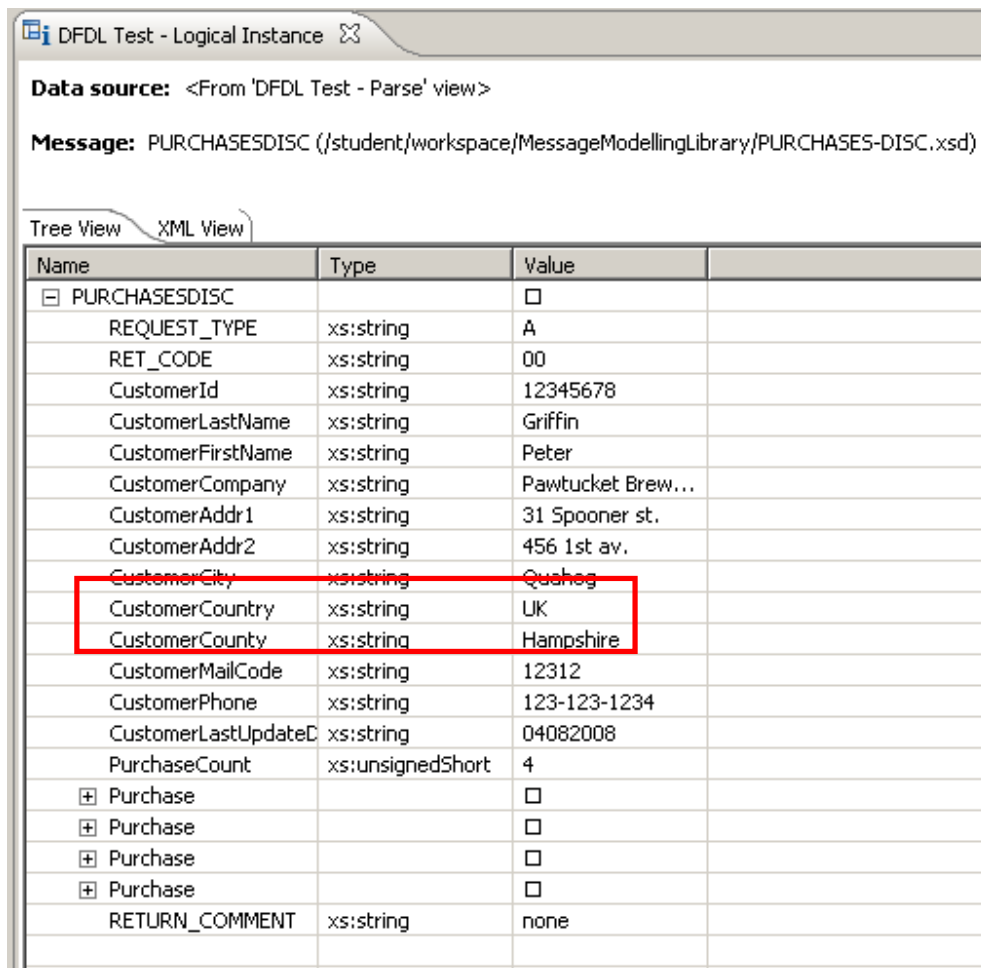 DFDL Test - Logical Instance
Data source: <From 'DFDL Test - Parse' view>
Message: PURCHASESDISC (/student/workspace/MessageModellingLibrary/PURCHASES-DISC.xsd)
Tree View XML View
Name Type Value
PURCHASESDISC
REQUEST_TYPE xs:string A
RET_CODE xs:string 00
CustomerId xs:string 12345678
CustomerLastName xs:string Griffin
CustomerFirstName xs:string Peter
CustomerCompany xs:string Pawtucket Brew...
CustomerAddr1 xs:string 31 Spooner st.
CustomerAddr2 xs:string 456 1st av.
CustomerCity xs:string Quahog
CustomerCountry xs:string UK
CustomerCounty xs:string Hampshire
CustomerMailCode xs:string 12312
CustomerPhone xs:string 123-123-1234
CustomerLastUpdateD xs:string 04082008
PurchaseCount xs:unsignedShort 4
Purchase
Purchase
Purchase
Purchase
RETURN_COMMENT xs:string none